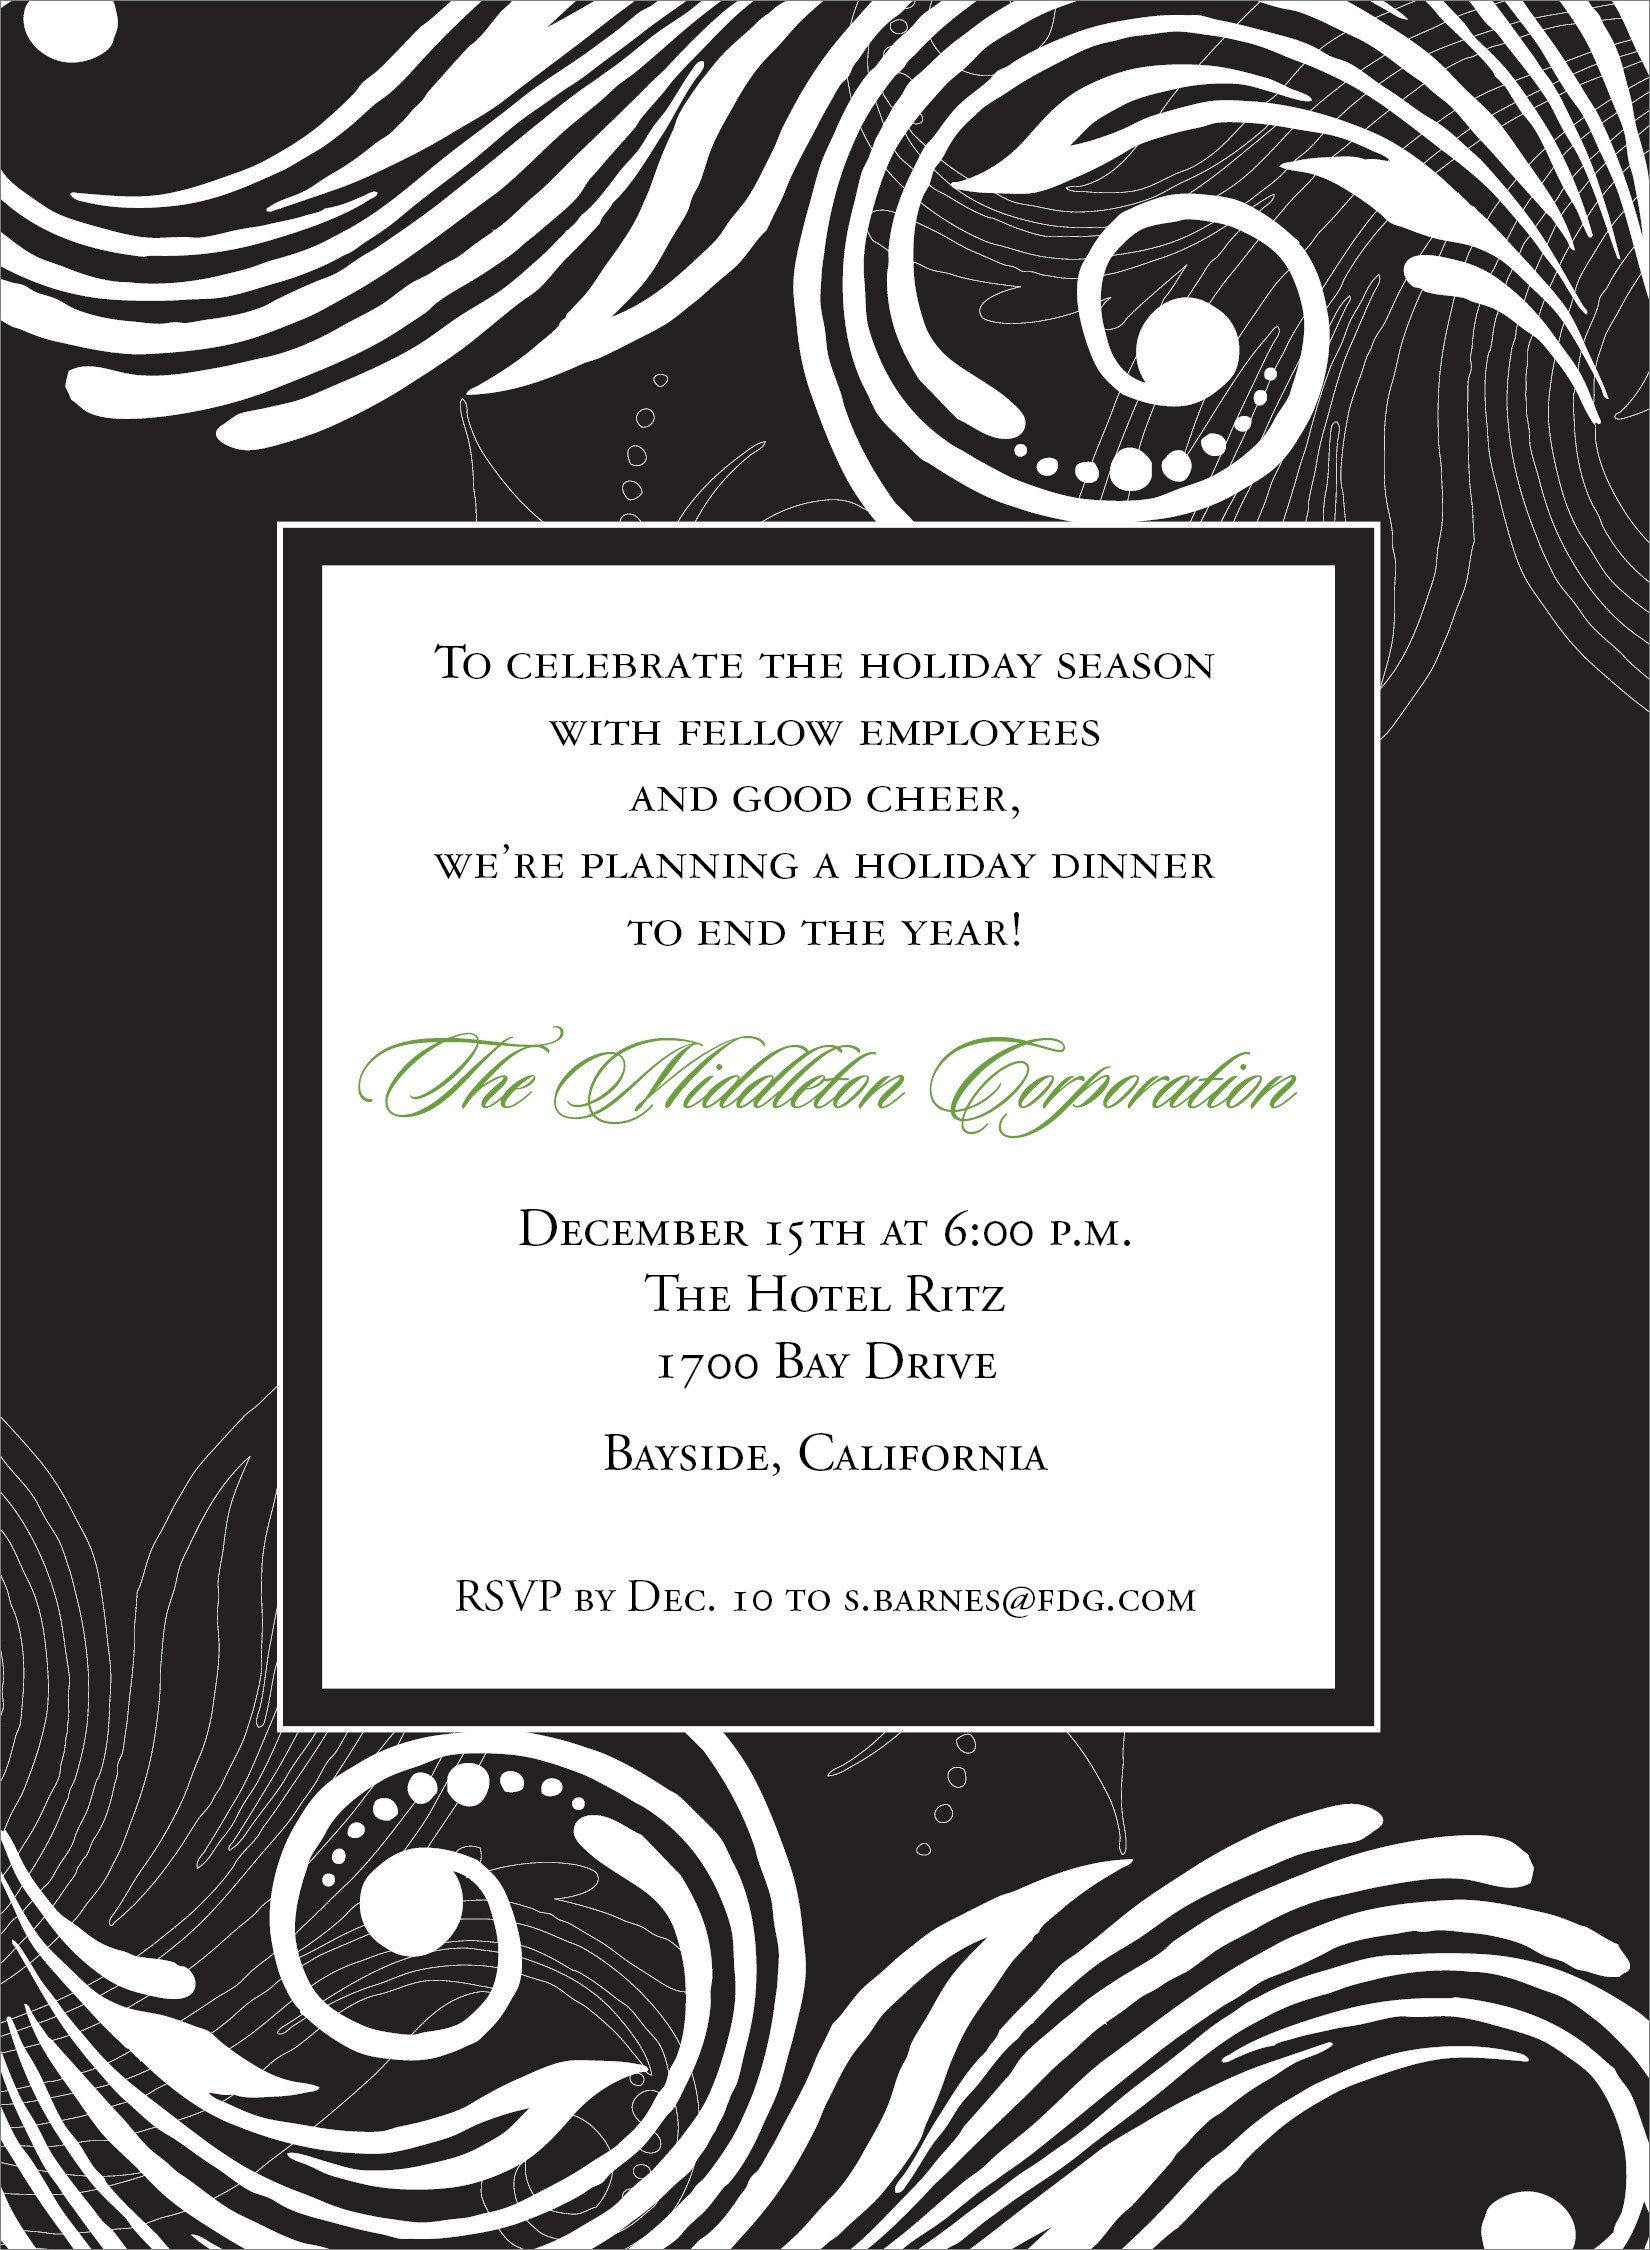 To celebrate the holiday season
with fellow employees
and good cheer,
we're planning a holiday dinner
to end the year!
The Middleton Corporation
December 15th at 6:00 p.m.
The Hotel Ritz
1700 Bay Drive
Bayside, California
RSVP by Dec. 10 to s.barnes@fdg.com